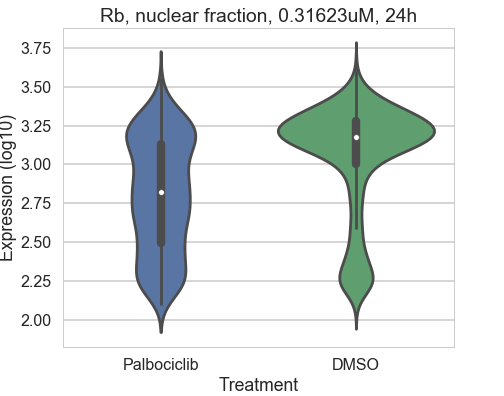 Rb, nuclear fraction, 0.31623uM, 24h
Expression (log10)
3.75
3.50
3.25
3.00
2.75
2.50
2.25
2.00
Palbociclib
DMSO
Treatment